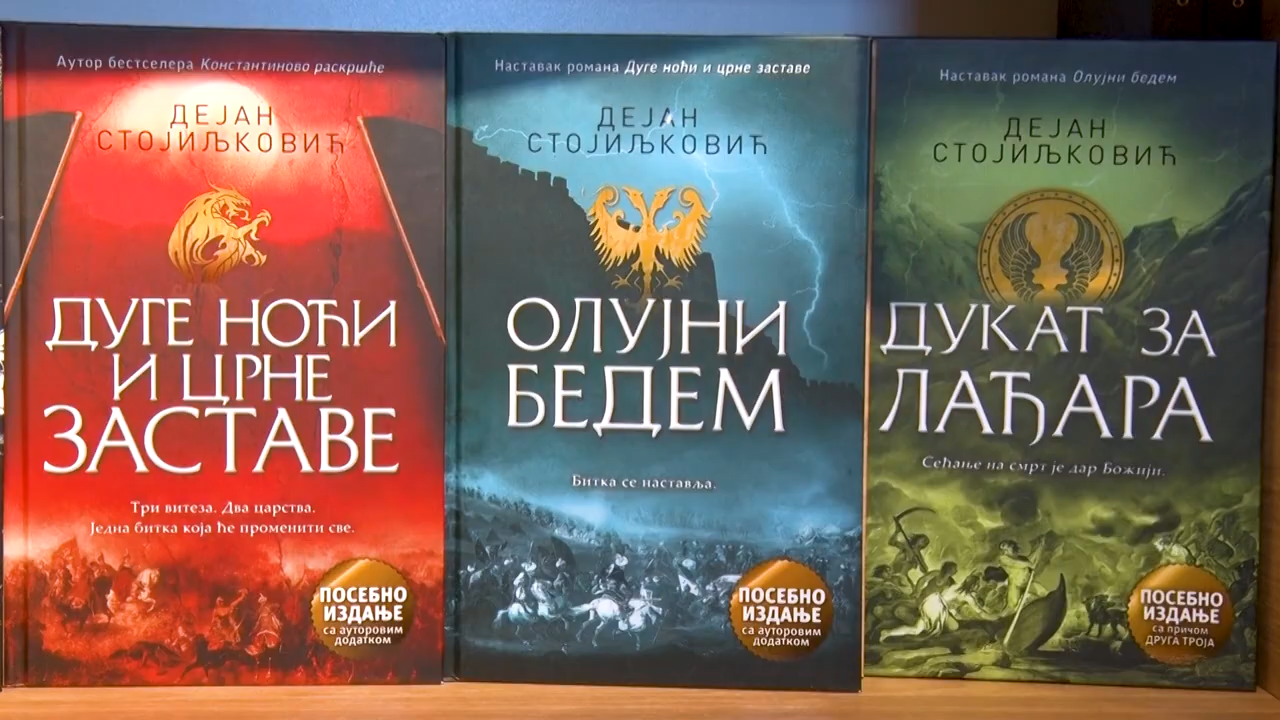 Аутор бестселера Константиново раскршће
ДЕЈАН
СТОЈИЉКОВИЋ
ДУГЕ НОЋИ
И ЦРНЕ
ЗАСТАВЕ
Три витеза. Два царства.
Једна битка која ће променити све.
ПОСЕБНО
ИЗДАЊЕ
са ауторовим
додатком
Наставак романа Дуге ноћи и црне заставе
ДЕЈАН
СТОЈИЉКОВИЋ
ОЛУЈНИ
БЕДЕМ
Битка се наставља.
ПОСЕБНО
ИЗДАЊЕ
са ауторовим
додатком
Наставак романа Олујни бедем
ДЕЈАН
СТОЈИЉКОВИЋ
ДУКАТ ЗА
ЛАЂАРА
Сећање на смрт је дар Божији.
ПОСЕБНО
ИЗДАЊЕ
са причом
ДРУГА ТРОЈА